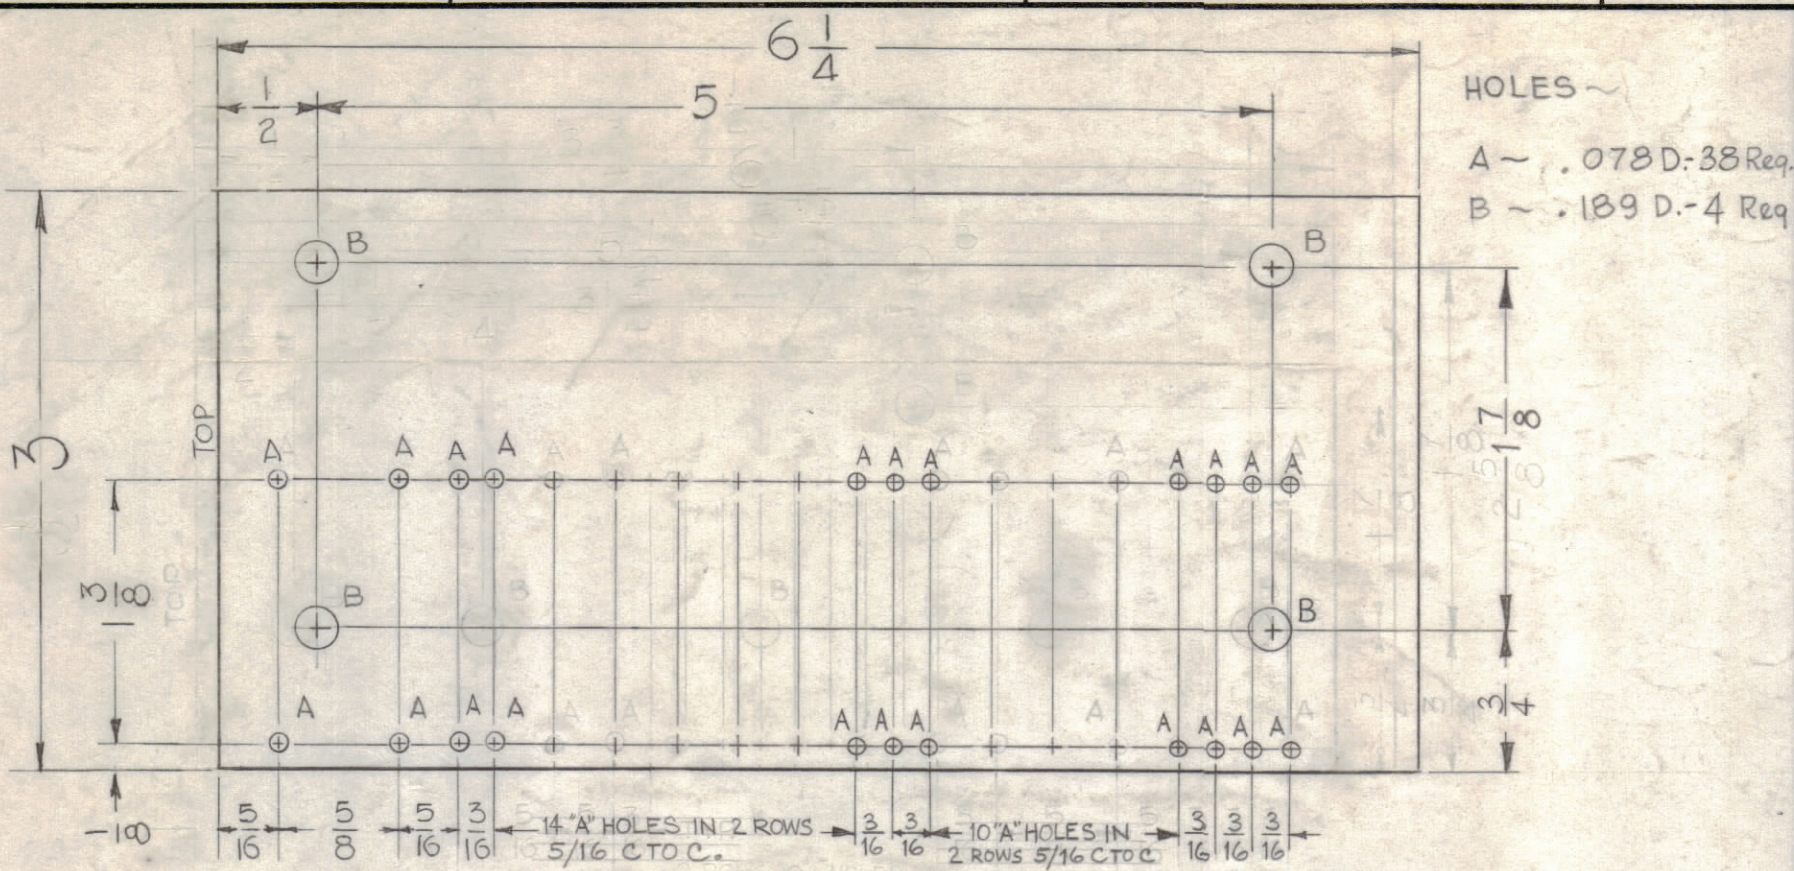 6 1/4
1/2
5
HOLES ~
A ~ .078 D.-38 Req.
B ~ .189 D.-4 Req
B
B
3
TOP
1 7/8
A A A A A A A A A A A
1 3/8
B
B
A A A A A A A A A A A
3/4
1/8
5/16 5/8 5/16 3/16 14 "A" HOLES IN 2 ROWS 3/16 3/16 10 "A" HOLES IN 3/16 3/16 3/16
5/16 C TO C. 2 ROWS 5/16 C TO C